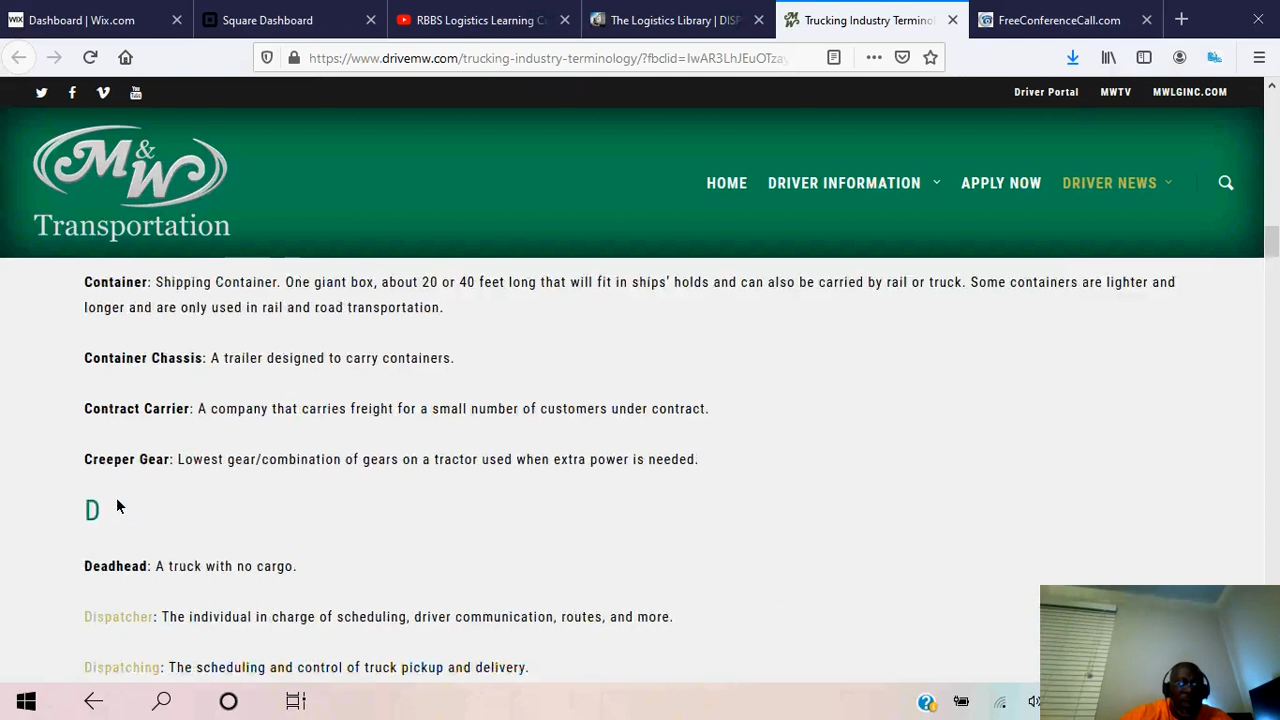 Dashboard | Wix.com
Square Dashboard
RBBS Logistics Learning C
The Logistics Library | DISP
Trucking Industry Terminol
FreeConferenceCall.com
https://www.drivemw.com/trucking-industry-terminology/?fbclid=IwAR3LhJEuOTzay
Driver Portal
MWTV
MWLGINC.COM
M&W
Transportation
HOME
DRIVER INFORMATION
APPLY NOW
DRIVER NEWS
Container: Shipping Container. One giant box, about 20 or 40 feet long that will fit in ships' holds and can also be carried by rail or truck. Some containers are lighter and
longer and are only used in rail and road transportation.
Container Chassis: A trailer designed to carry containers.
Contract Carrier: A company that carries freight for a small number of customers under contract.
Creeper Gear: Lowest gear/combination of gears on a tractor used when extra power is needed.
D
Deadhead: A truck with no cargo.
Dispatcher: The individual in charge of scheduling, driver communication, routes, and more.
Dispatching: The scheduling and control of truck pickup and delivery.